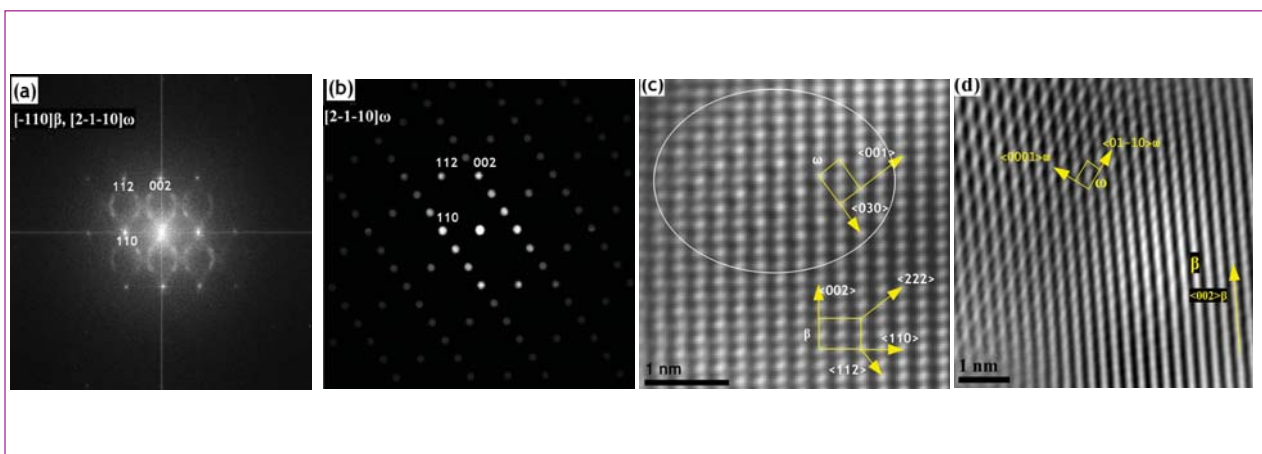 (a)
[-110]β, [2-1-10]ω
112
002
110
(b)
[2-1-10]ω
112
002
110
(c)
ω
<001>
<030>
<002>
<222>
β
<110>
<112>
1 nm
(d)
<0001>ω
<01-10>ω
ω
β
<002>β
1 nm